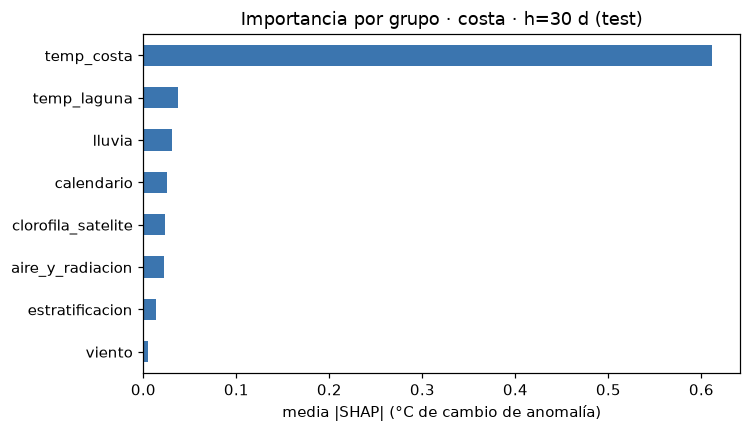 Importancia por grupo · costa · h=30 d (test)
temp_costa
temp_laguna
lluvia
calendario
clorofila_satelite
aire_y_radiacion
estratificacion
viento
0.0 0.1 0.2 0.3 0.4 0.5 0.6
media |SHAP| (°C de cambio de anomalía)